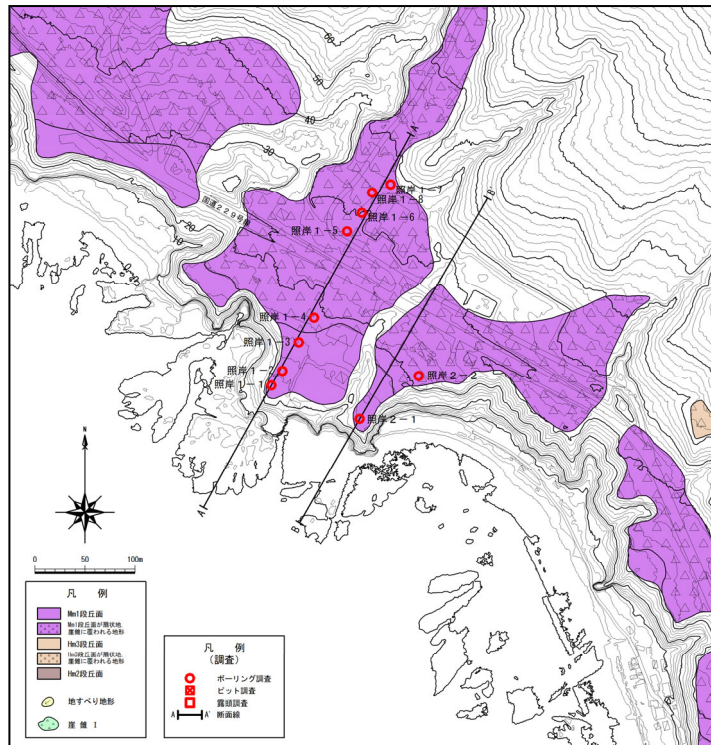 60
50
40
30
国道229号線
10
20
A'
照岸1-7
照岸1-8
照岸1-6
照岸1-5
B'
照岸1-4
照岸1-3
照岸1-2
照岸1-1
照岸2-2
照岸2-1
A
B
N
0 50 100m
凡 例
Mm1段丘面
Mm1段丘面が扇状地、
崖錐に覆われる地形
Hm3段丘面
Hm3段丘面が扇状地、
崖錐に覆われる地形
Hm2段丘面
地すべり地形
崖錐 I
凡 例
(調査)
ボーリング調査
ピット調査
露頭調査
A A' 断面線